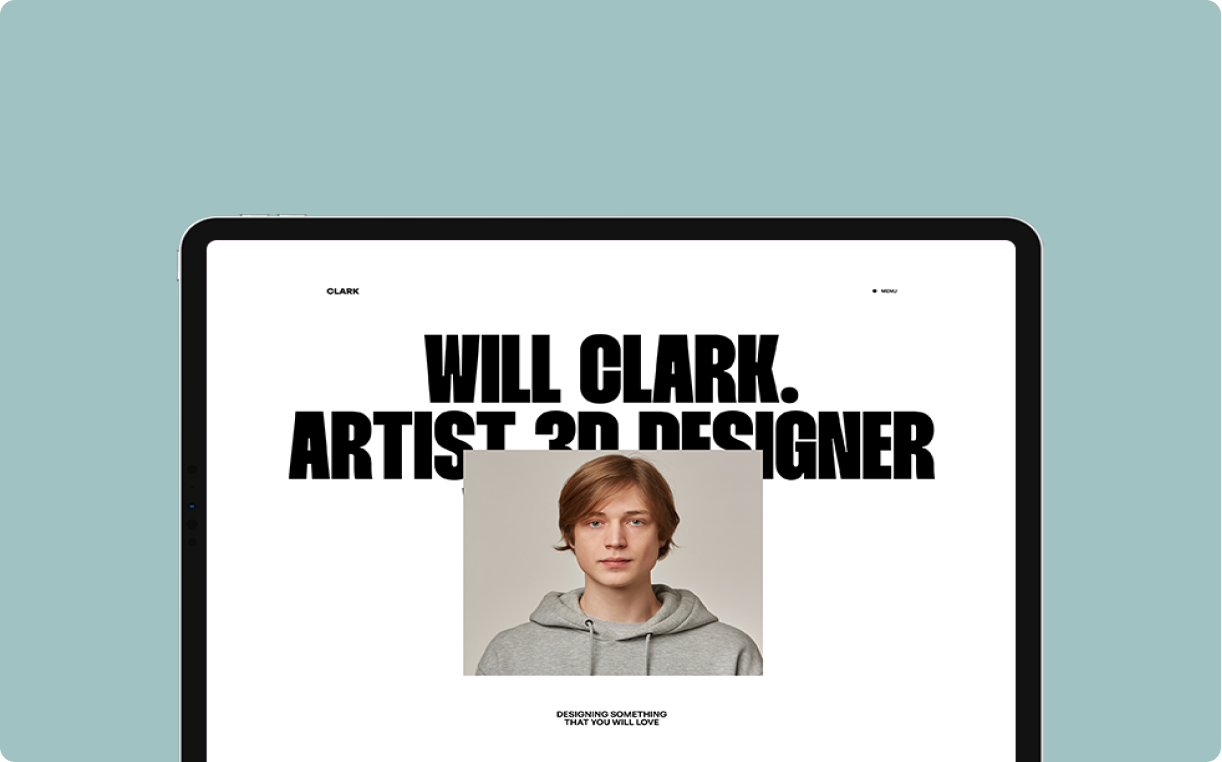 CLARK
MENU
WILL CLARK.
ARTIST 3D DESIGNER
DESIGNING SOMETHING
THAT YOU WILL LOVE